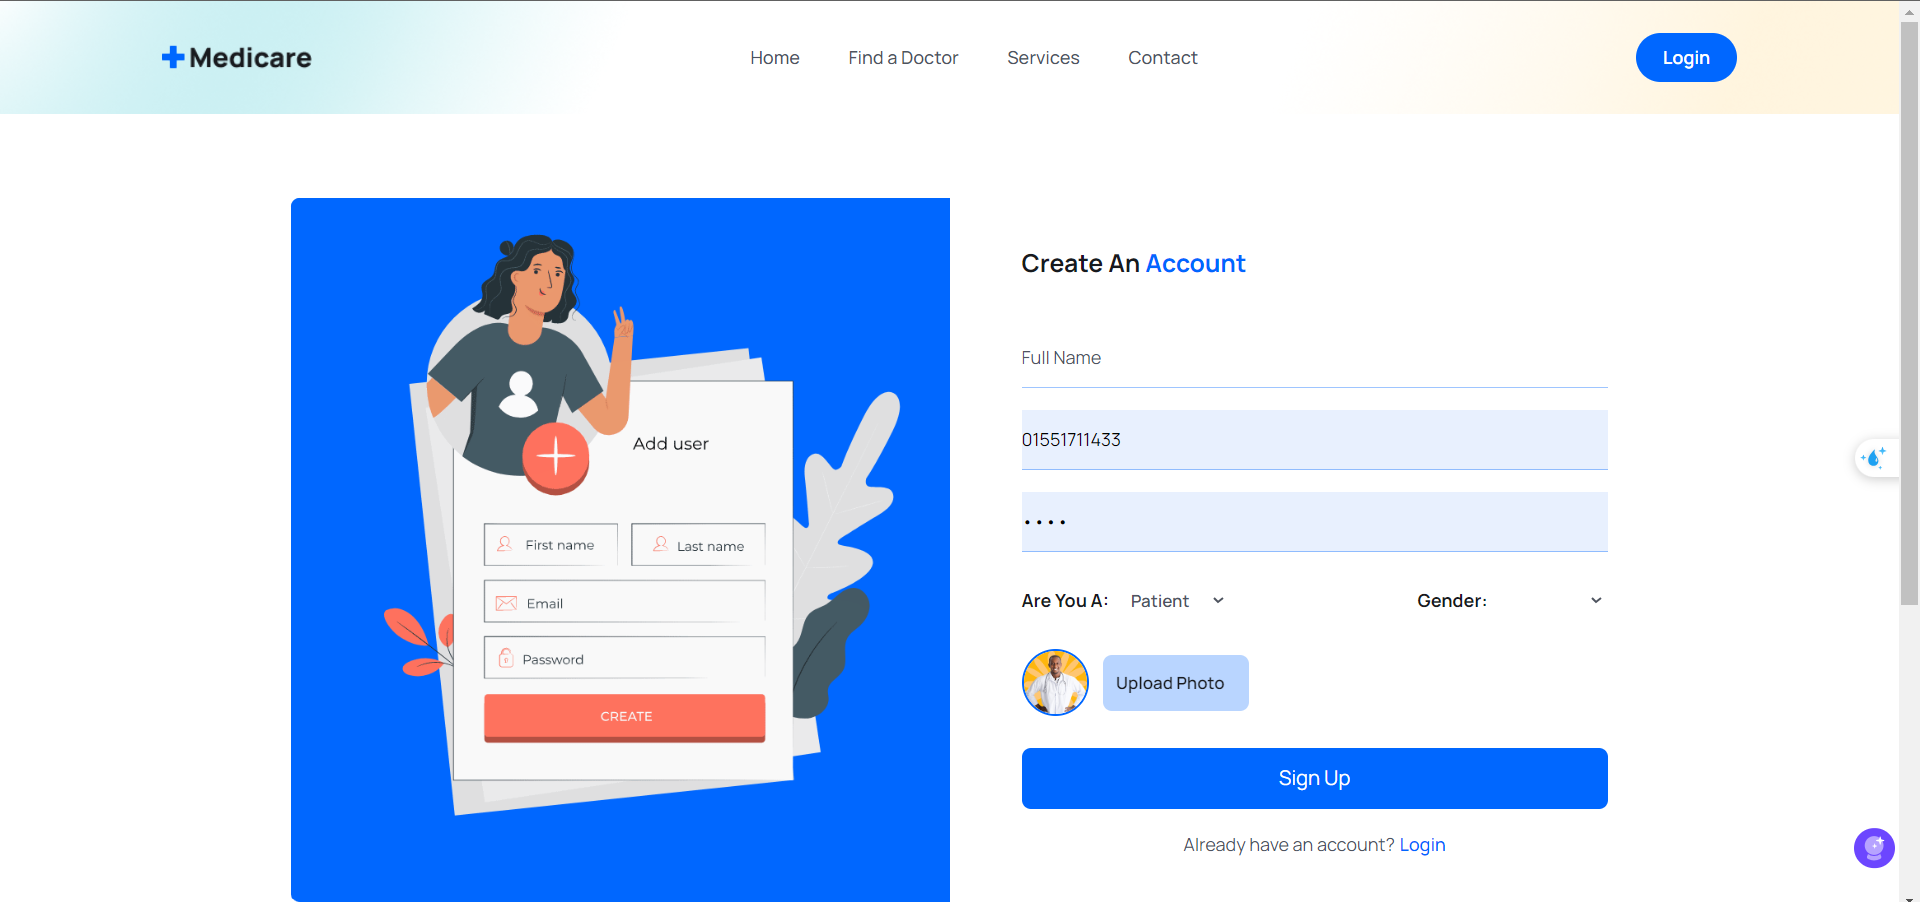 Medicare
Home
Find a Doctor
Services
Contact
Login
Add user
First name
Last name
Email
Password
CREATE
Create An Account
Full Name
01551711433
••••
Are You A:
Patient
Gender:
Upload Photo
Sign Up
Already have an account? Login